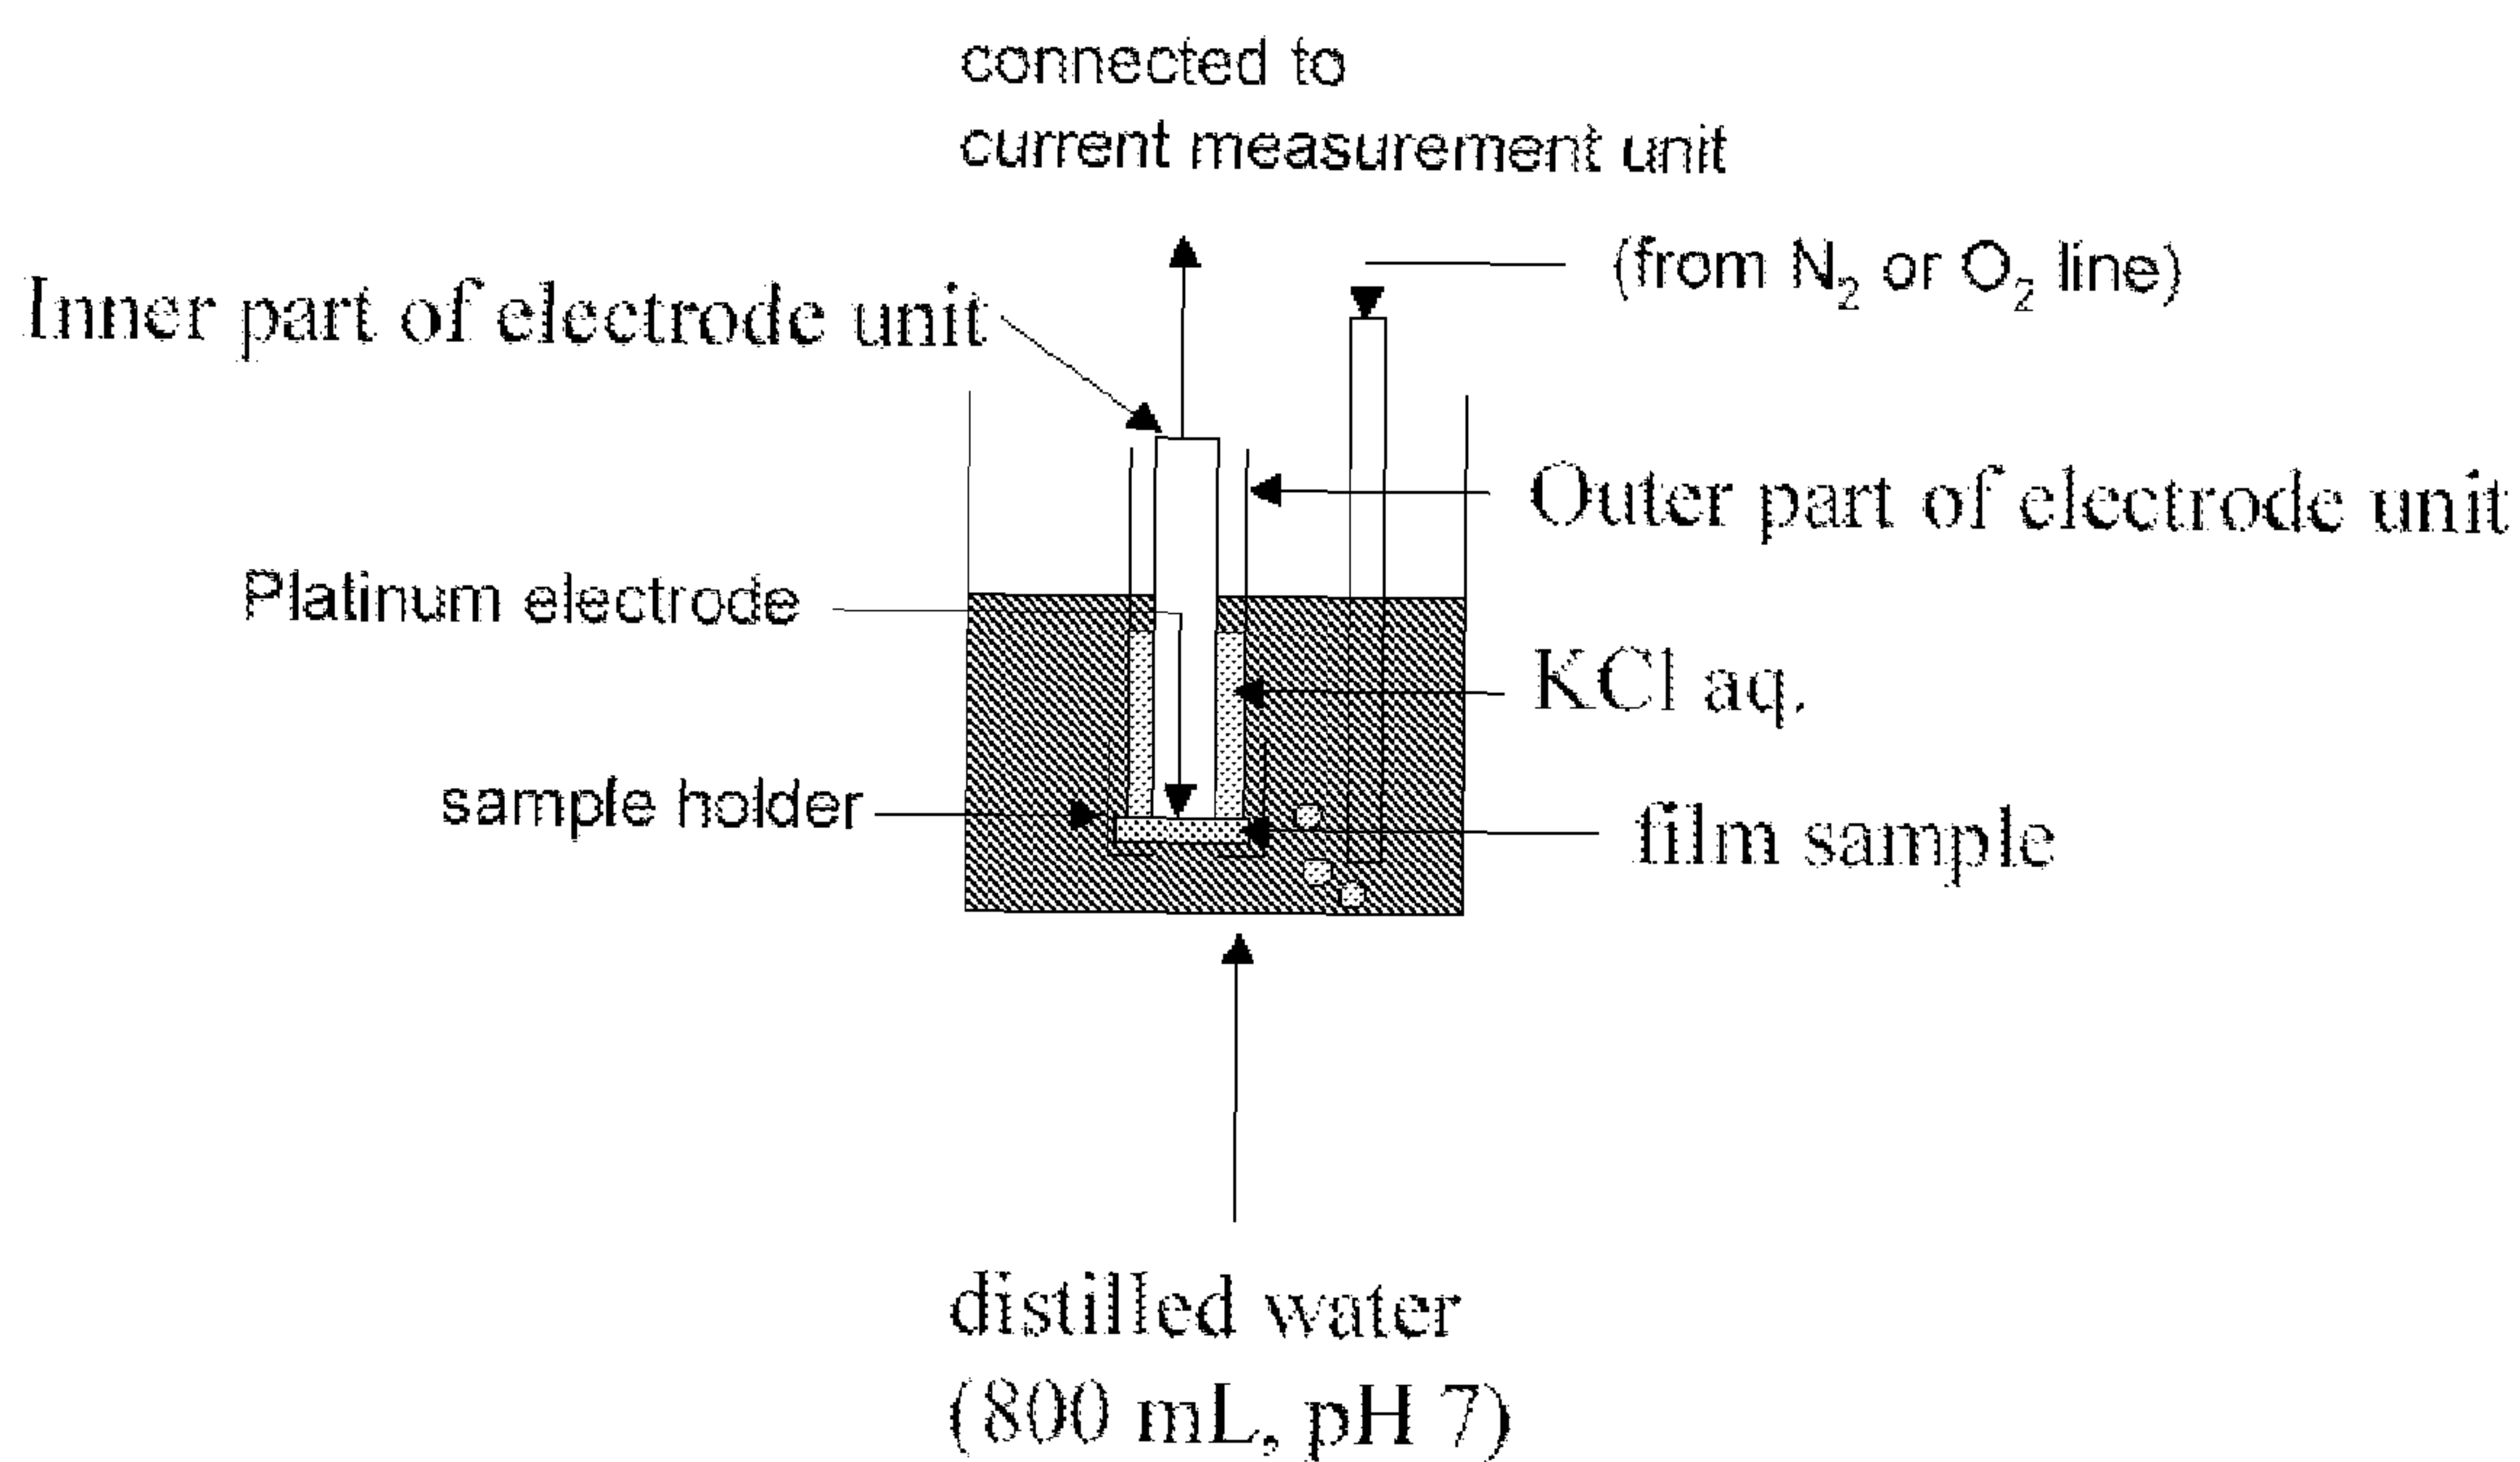 connected to
current measurement unit
(from N₂ or O₂ line)
Inner part of electrode unit
Outer part of electrode unit
Platinum electrode
KCl aq.
sample holder
film sample
distilled water
(800 mL, pH 7)